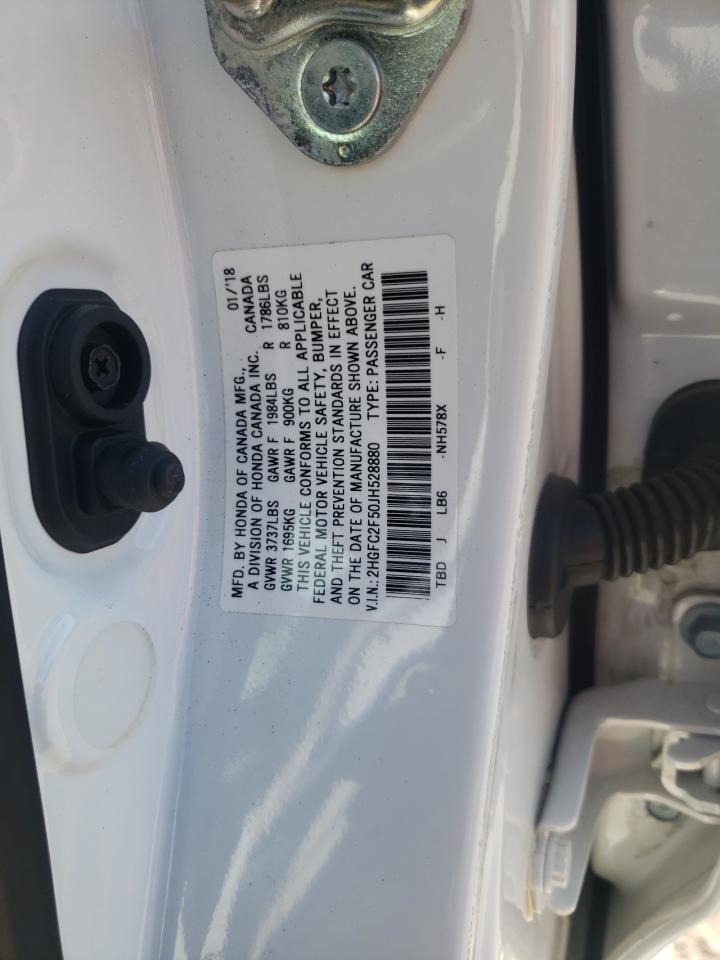 MFD. BY HONDA OF CANADA MFG., 01/'18
A DIVISION OF HONDA CANADA INC. CANADA
GVWR 3737LBS GAWR F 1984LBS R 1786LBS
GVWR 1695KG GAWR F 900KG R 810KG
THIS VEHICLE CONFORMS TO ALL APPLICABLE
FEDERAL MOTOR VEHICLE SAFETY, BUMPER,
AND THEFT PREVENTION STANDARDS IN EFFECT
ON THE DATE OF MANUFACTURE SHOWN ABOVE.
V.I.N.: 2HGFC2F50JH528880 TYPE: PASSENGER CAR
TBD J LB6 -NH578X -F -H